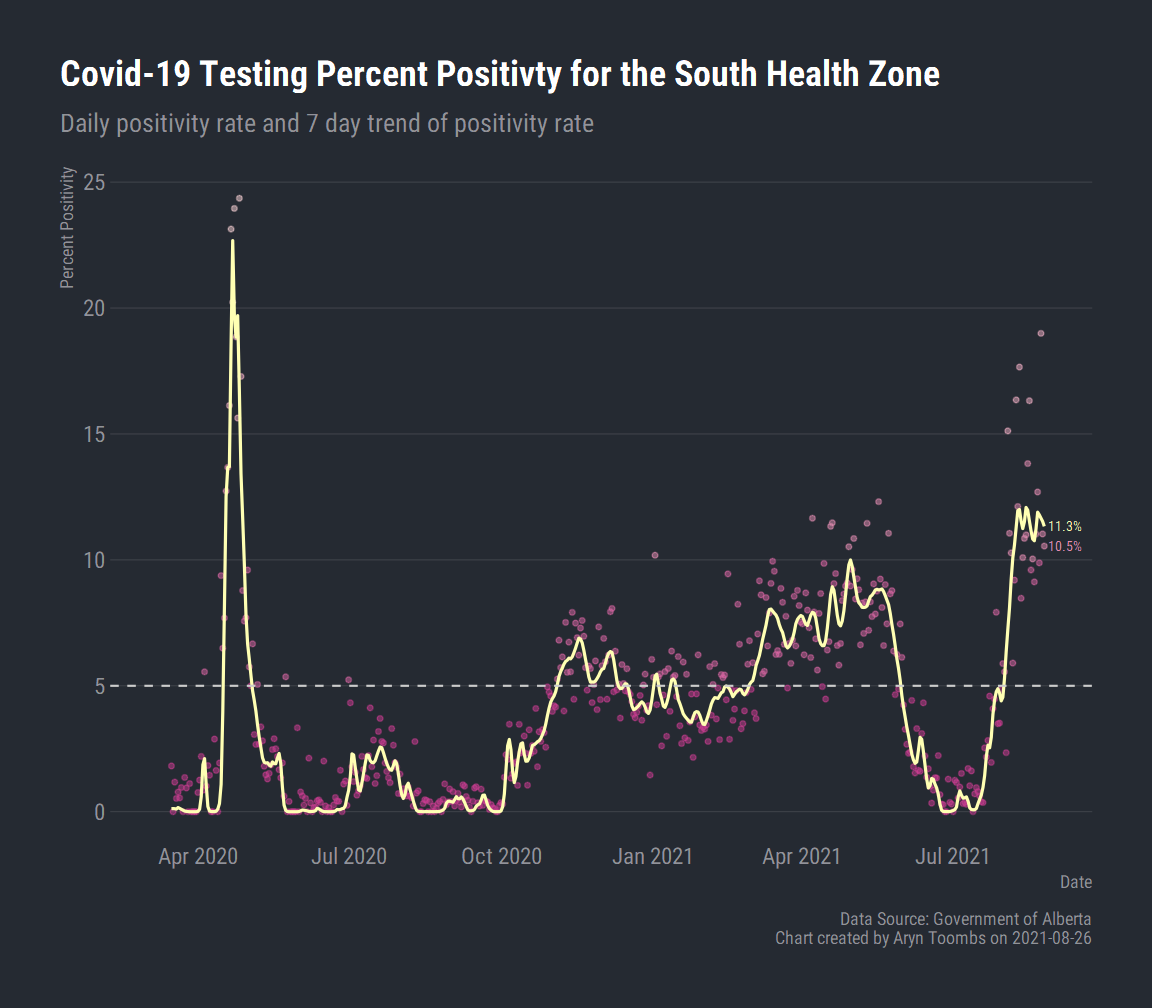 Covid-19 Testing Percent Positivty for the South Health Zone
Daily positivity rate and 7 day trend of positivity rate
Percent Positivity
25
20
15
10
5
0
11.3%
10.5%
Apr 2020
Jul 2020
Oct 2020
Jan 2021
Apr 2021
Jul 2021
Date
Data Source: Government of Alberta
Chart created by Aryn Toombs on 2021-08-26